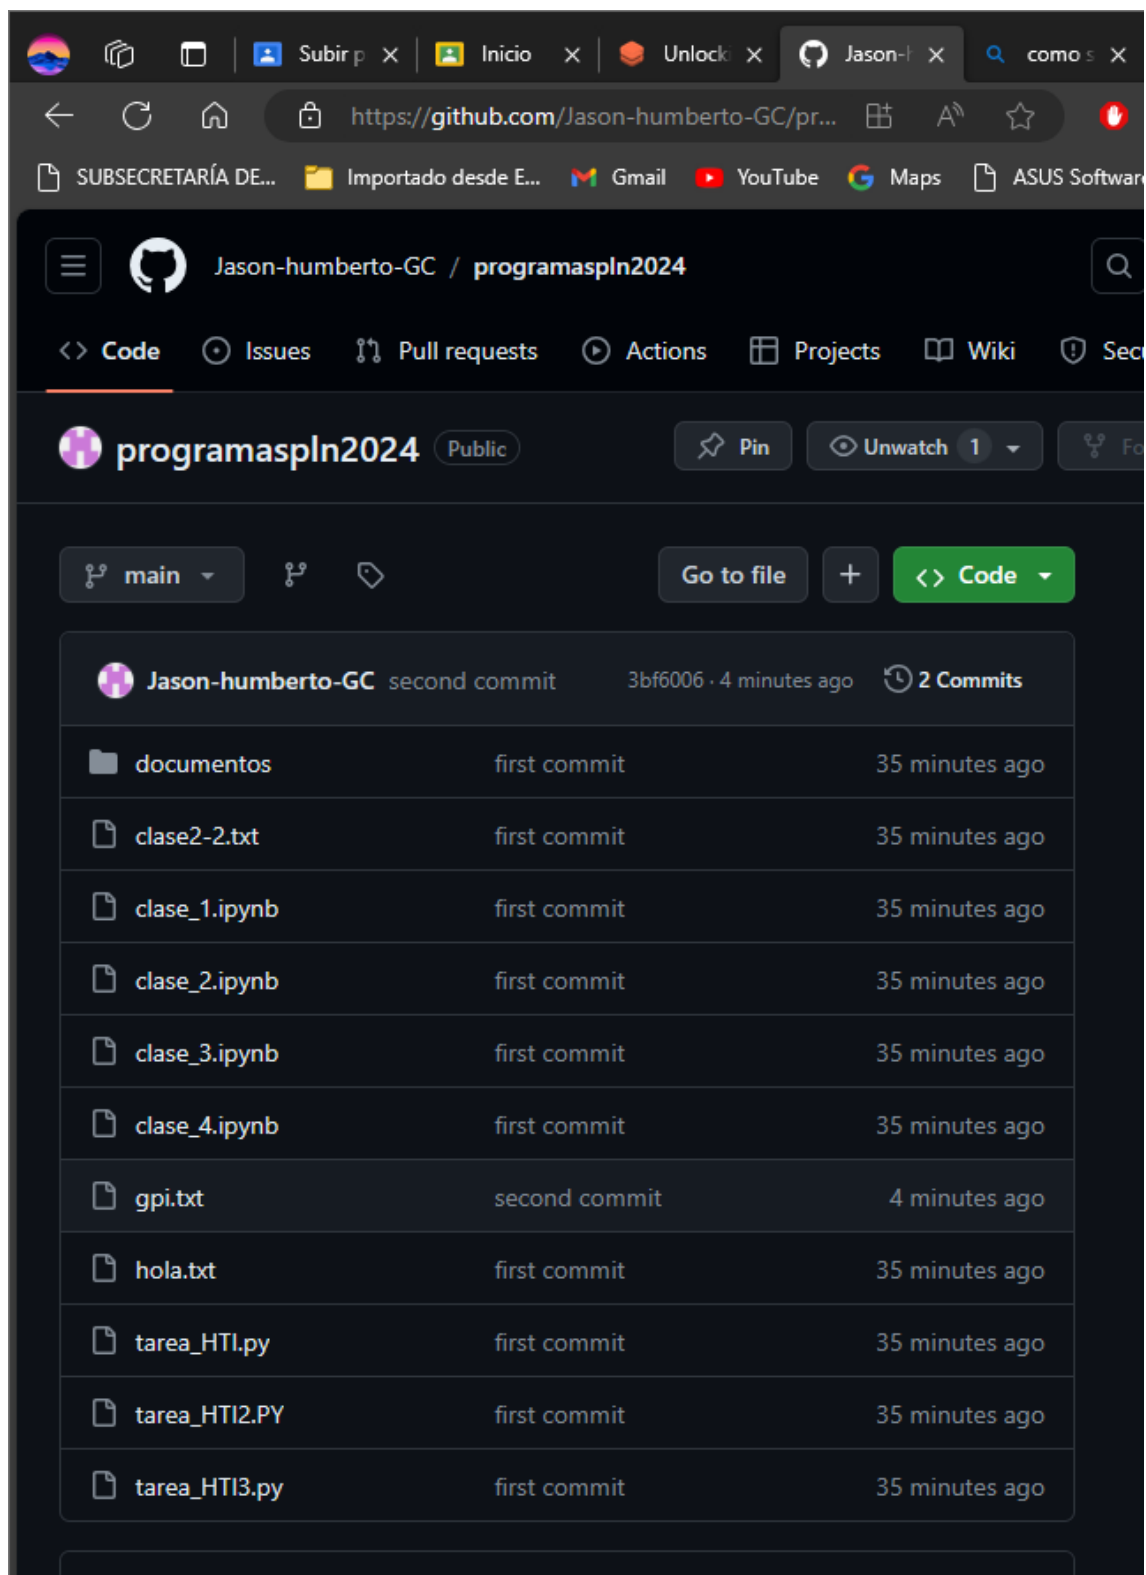 Subir p Inicio Unlocki Jason-h como s
https://github.com/Jason-humberto-GC/pr...
SUBSECRETARÍA DE... Importado desde E... Gmail YouTube Maps ASUS Software
Jason-humberto-GC / programaspln2024
Code Issues Pull requests Actions Projects Wiki Secu
programaspln2024 Public Pin Unwatch 1 Fo
main Go to file + <> Code
Jason-humberto-GC second commit 3bf6006 · 4 minutes ago 2 Commits
documentos first commit 35 minutes ago
clase2-2.txt first commit 35 minutes ago
clase_1.ipynb first commit 35 minutes ago
clase_2.ipynb first commit 35 minutes ago
clase_3.ipynb first commit 35 minutes ago
clase_4.ipynb first commit 35 minutes ago
gpi.txt second commit 4 minutes ago
hola.txt first commit 35 minutes ago
tarea_HTI.py first commit 35 minutes ago
tarea_HTI2.PY first commit 35 minutes ago
tarea_HTI3.py first commit 35 minutes ago